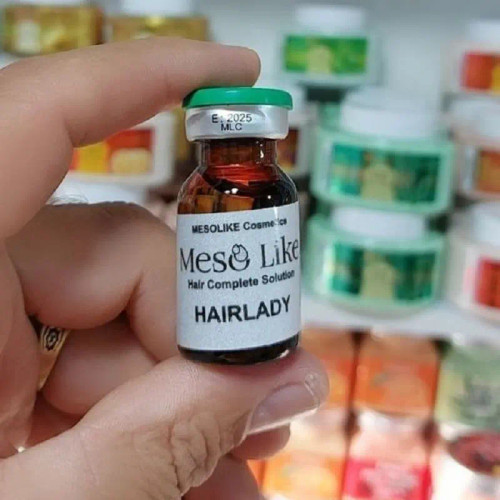 E: 2025
MLC
MESOLIKE Cosmetics
Meso Like
Hair Complete Solution
HAIRLADY